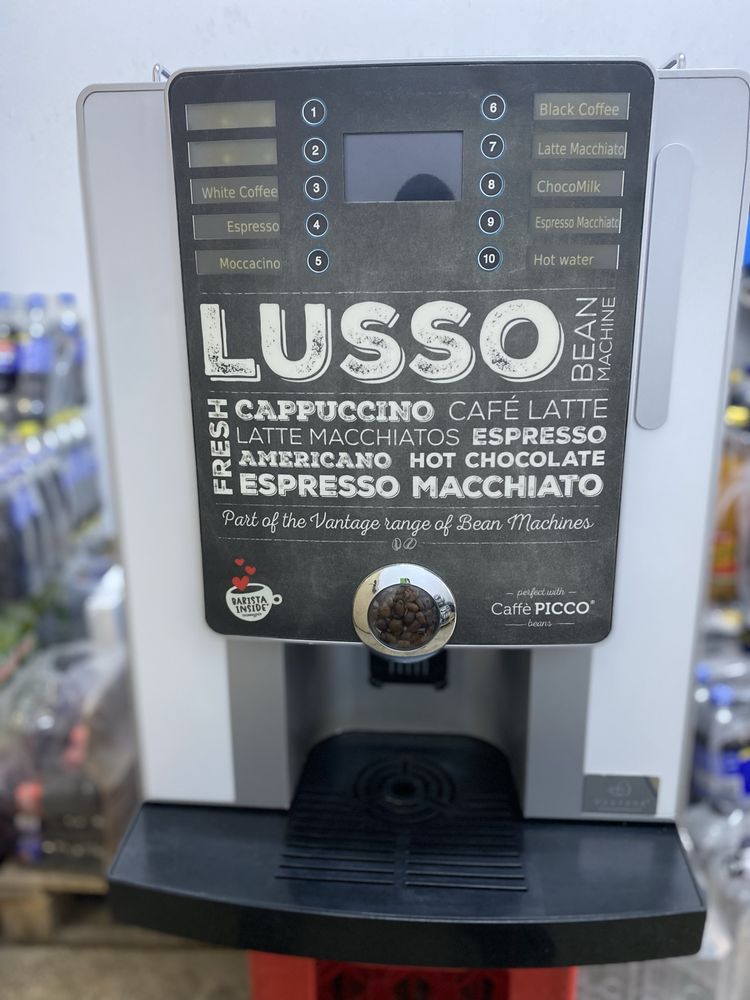 1
2
White Coffee 3
Espresso 4
Moccacino 5
6 Black Coffee
7 Latte Macchiato
8 ChocoMilk
9 Espresso Macchiato
10 Hot water
LUSSO
BEAN
MACHINE
FRESH
CAPPUCCINO CAFÉ LATTE
LATTE MACCHIATOS ESPRESSO
AMERICANO HOT CHOCOLATE
ESPRESSO MACCHIATO
Part of the Vantage range of Bean Machines
BARISTA
INSIDE
perfect with
Caffè PICCO®
beans